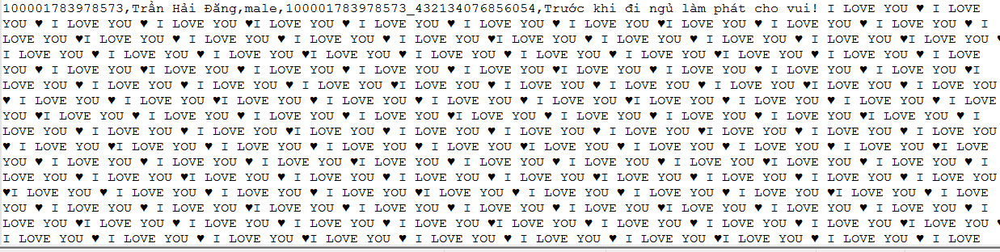 100001783978573,Trần Hải Đăng,male,100001783978573_432134076856054,Trước khi đi ngủ làm phát cho vui! I LOVE YOU ♥ I LOVE
YOU ♥ I LOVE YOU ♥ I LOVE YOU ♥I LOVE YOU ♥ I LOVE YOU ♥ I LOVE YOU ♥ I LOVE YOU ♥I LOVE YOU ♥ I LOVE YOU ♥ I LOVE YOU ♥ I
LOVE YOU ♥I LOVE YOU ♥ I LOVE YOU ♥ I LOVE YOU ♥ I LOVE YOU ♥I LOVE YOU ♥ I LOVE YOU ♥ I LOVE YOU ♥ I LOVE YOU ♥I LOVE YOU ♥
I LOVE YOU ♥ I LOVE YOU ♥ I LOVE YOU ♥I LOVE YOU ♥ I LOVE YOU ♥ I LOVE YOU ♥ I LOVE YOU ♥I LOVE YOU ♥ I LOVE YOU ♥ I LOVE
YOU ♥ I LOVE YOU ♥I LOVE YOU ♥ I LOVE YOU ♥ I LOVE YOU ♥ I LOVE YOU ♥I LOVE YOU ♥ I LOVE YOU ♥ I LOVE YOU ♥ I LOVE YOU ♥I
LOVE YOU ♥ I LOVE YOU ♥ I LOVE YOU ♥ I LOVE YOU ♥I LOVE YOU ♥ I LOVE YOU ♥ I LOVE YOU ♥ I LOVE YOU ♥I LOVE YOU ♥ I LOVE YOU
♥ I LOVE YOU ♥ I LOVE YOU ♥I LOVE YOU ♥ I LOVE YOU ♥ I LOVE YOU ♥ I LOVE YOU ♥I LOVE YOU ♥ I LOVE YOU ♥ I LOVE YOU ♥ I LOVE
YOU ♥I LOVE YOU ♥ I LOVE YOU ♥ I LOVE YOU ♥ I LOVE YOU ♥I LOVE YOU ♥ I LOVE YOU ♥ I LOVE YOU ♥ I LOVE YOU ♥I LOVE YOU ♥ I
LOVE YOU ♥ I LOVE YOU ♥ I LOVE YOU ♥I LOVE YOU ♥ I LOVE YOU ♥ I LOVE YOU ♥ I LOVE YOU ♥I LOVE YOU ♥ I LOVE YOU ♥ I LOVE YOU
♥ I LOVE YOU ♥I LOVE YOU ♥ I LOVE YOU ♥ I LOVE YOU ♥ I LOVE YOU ♥I LOVE YOU ♥ I LOVE YOU ♥ I LOVE YOU ♥ I LOVE YOU ♥I LOVE
YOU ♥ I LOVE YOU ♥ I LOVE YOU ♥ I LOVE YOU ♥I LOVE YOU ♥ I LOVE YOU ♥ I LOVE YOU ♥ I LOVE YOU ♥I LOVE YOU ♥ I LOVE YOU ♥ I
LOVE YOU ♥ I LOVE YOU ♥I LOVE YOU ♥ I LOVE YOU ♥ I LOVE YOU ♥ I LOVE YOU ♥I LOVE YOU ♥ I LOVE YOU ♥ I LOVE YOU ♥ I LOVE YOU
♥I LOVE YOU ♥ I LOVE YOU ♥ I LOVE YOU ♥ I LOVE YOU ♥I LOVE YOU ♥ I LOVE YOU ♥ I LOVE YOU ♥ I LOVE YOU ♥I LOVE YOU ♥ I LOVE
YOU ♥ I LOVE YOU ♥ I LOVE YOU ♥I LOVE YOU ♥ I LOVE YOU ♥ I LOVE YOU ♥ I LOVE YOU ♥I LOVE YOU ♥ I LOVE YOU ♥ I LOVE YOU ♥ I
LOVE YOU ♥I LOVE YOU ♥ I LOVE YOU ♥ I LOVE YOU ♥ I LOVE YOU ♥I LOVE YOU ♥ I LOVE YOU ♥ I LOVE YOU ♥ I LOVE YOU ♥I LOVE YOU ♥
I LOVE YOU ♥ I LOVE YOU ♥ I LOVE YOU ♥I LOVE YOU ♥ I LOVE YOU ♥ I LOVE YOU ♥ I LOVE YOU ♥I LOVE YOU ♥ I LOVE YOU ♥ I LOVE